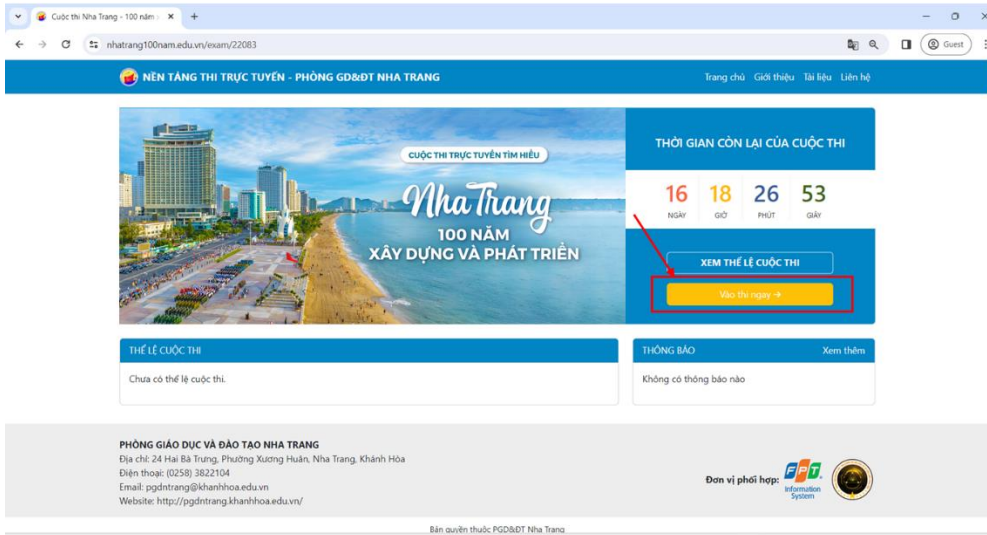 Cuộc thi Nha Trang - 100 năm
nhatrang100nam.edu.vn/exam/22083
Guest
NỀN TẢNG THI TRỰC TUYẾN - PHÒNG GD&ĐT NHA TRANG
Trang chủ Giới thiệu Tài liệu Liên hệ
CUỘC THI TRỰC TUYẾN TÌM HIỂU
Nha Trang
100 NĂM
XÂY DỰNG VÀ PHÁT TRIỂN
THỜI GIAN CÒN LẠI CỦA CUỘC THI
16 18 26 53
NGÀY GIỜ PHÚT GIÂY
XEM THỂ LỆ CUỘC THI
Vào thi ngay →
THỂ LỆ CUỘC THI
Chưa có thể lệ cuộc thi.
THÔNG BÁO Xem thêm
Không có thông báo nào
PHÒNG GIÁO DỤC VÀ ĐÀO TẠO NHA TRANG
Địa chỉ: 24 Hai Bà Trưng, Phường Xương Huân, Nha Trang, Khánh Hòa
Điện thoại: (0258) 3822104
Email: pgdntrang@khanhhoa.edu.vn
Website: http://pgdntrang.khanhhoa.edu.vn/
Đơn vị phối hợp:
FPT.
Information
System
Bản quyền thuộc PGD&ĐT Nha Trang